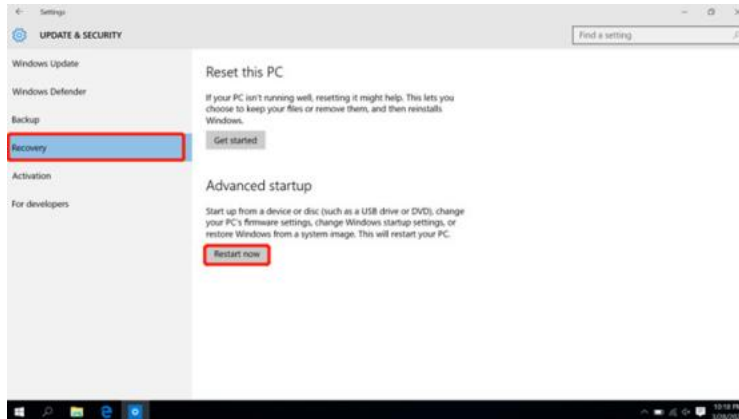 Settings
UPDATE & SECURITY
Find a setting
Windows Update
Windows Defender
Backup
Recovery
Activation
For developers
Reset this PC
If your PC isn't running well, resetting it might help. This lets you
choose to keep your files or remove them, and then reinstalls
Windows.
Get started
Advanced startup
Start up from a device or disc (such as a USB drive or DVD), change
your PC's firmware settings, change Windows startup settings, or
restore Windows from a system image. This will restart your PC.
Restart now
10:18 PM